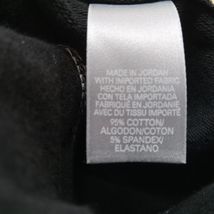 MADE IN JORDAN
WITH IMPORTED FABRIC
HECHO EN JORDANIA
CON TELA IMPORTADA
FABRIQUÉ EN JORDANIE
AVEC DU TISSU IMPORTÉ
95% COTTON/
ALGODON/COTON
5% SPANDEX/
ELASTANO